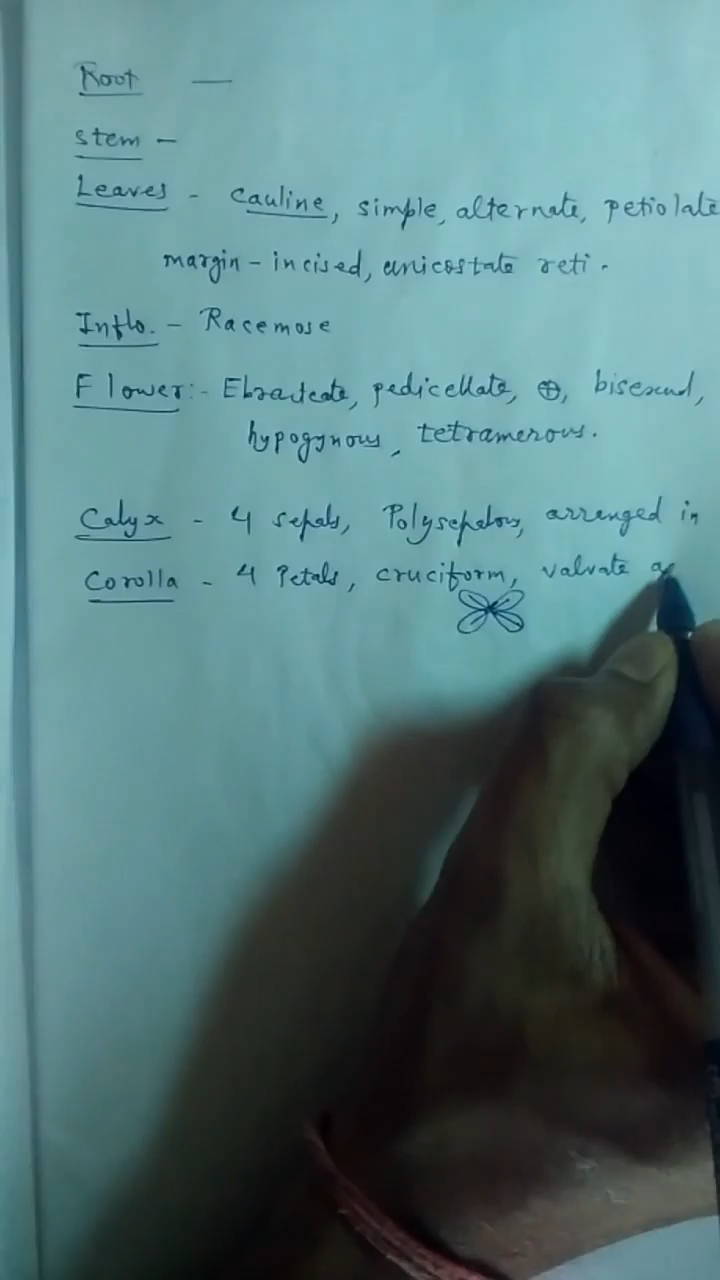 Root —
Stem -
Leaves - Cauline, simple, alternate, petiolate
margin - incised, unicostate reti.
Inflo. - Racemose
Flower:- Ebracteate, pedicellate, ⊕, bisexual,
hypogynous, tetramerous.
Calyx - 4 sepals, Polysepalous, arranged in
Corolla - 4 Petals, cruciform, valvate